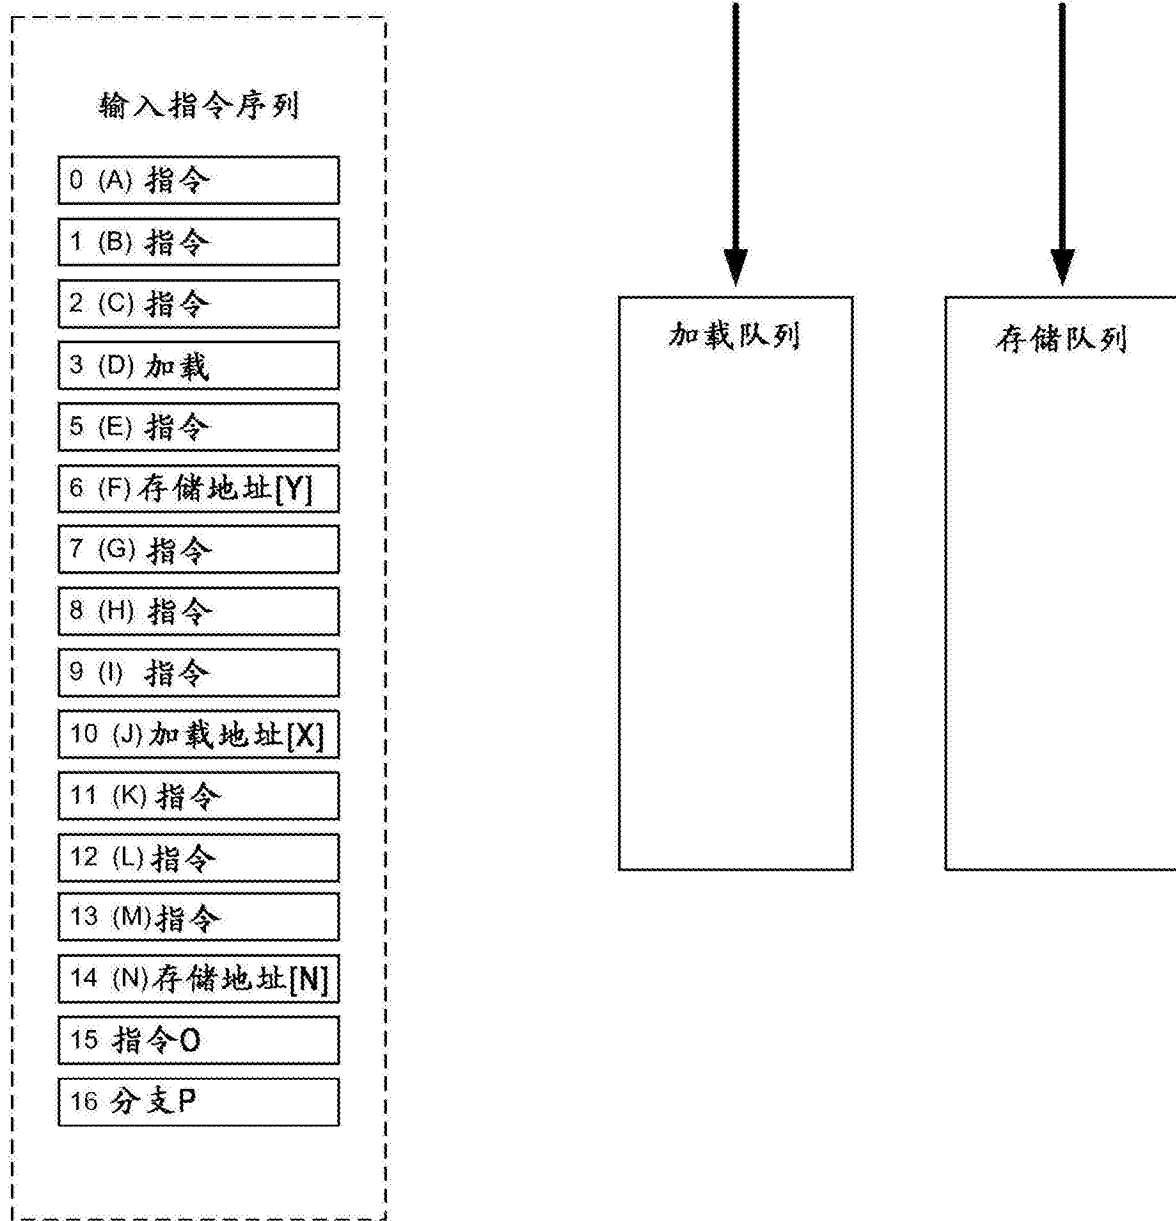 输入指令序列
0 (A) 指令
1 (B) 指令
2 (C) 指令
3 (D) 加载
5 (E) 指令
6 (F) 存储地址[Y]
7 (G) 指令
8 (H) 指令
9 (I) 指令
10 (J) 加载地址[X]
11 (K) 指令
12 (L) 指令
13 (M) 指令
14 (N) 存储地址[N]
15 指令O
16 分支P
加载队列
存储队列